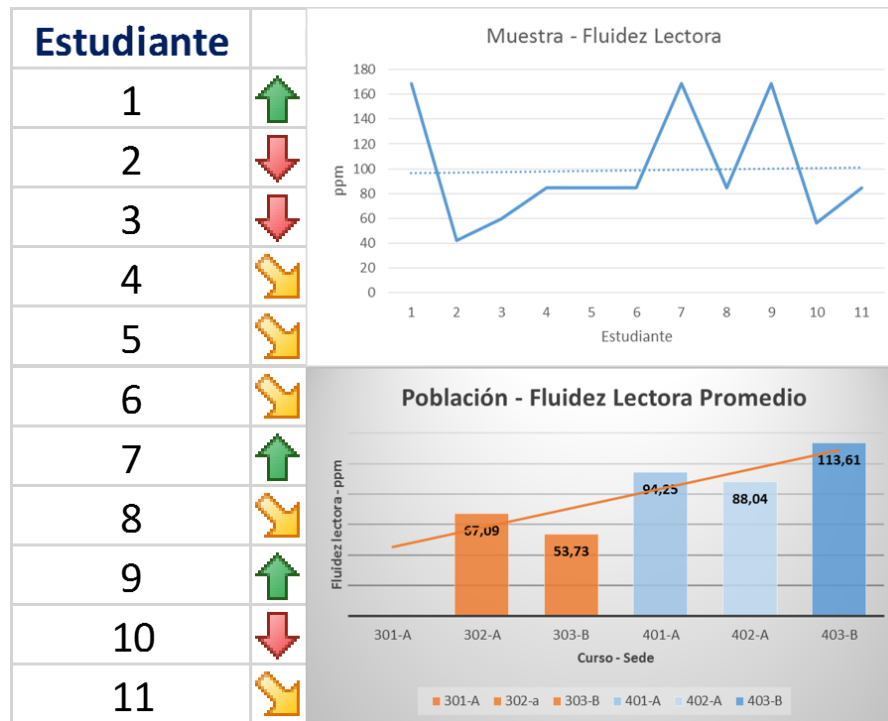 Estudiante
1
2
3
4
5
6
7
8
9
10
11
Muestra - Fluidez Lectora
180
160
140
120
100
80
60
40
20
0
ppm
1 2 3 4 5 6 7 8 9 10 11
Estudiante
Población - Fluidez Lectora Promedio
Fluidez lectora - ppm
67,09
53,73
94,25
88,04
113,61
301-A 302-A 303-B 401-A 402-A 403-B
Curso - Sede
301-A 302-a 303-B 401-A 402-A 403-B